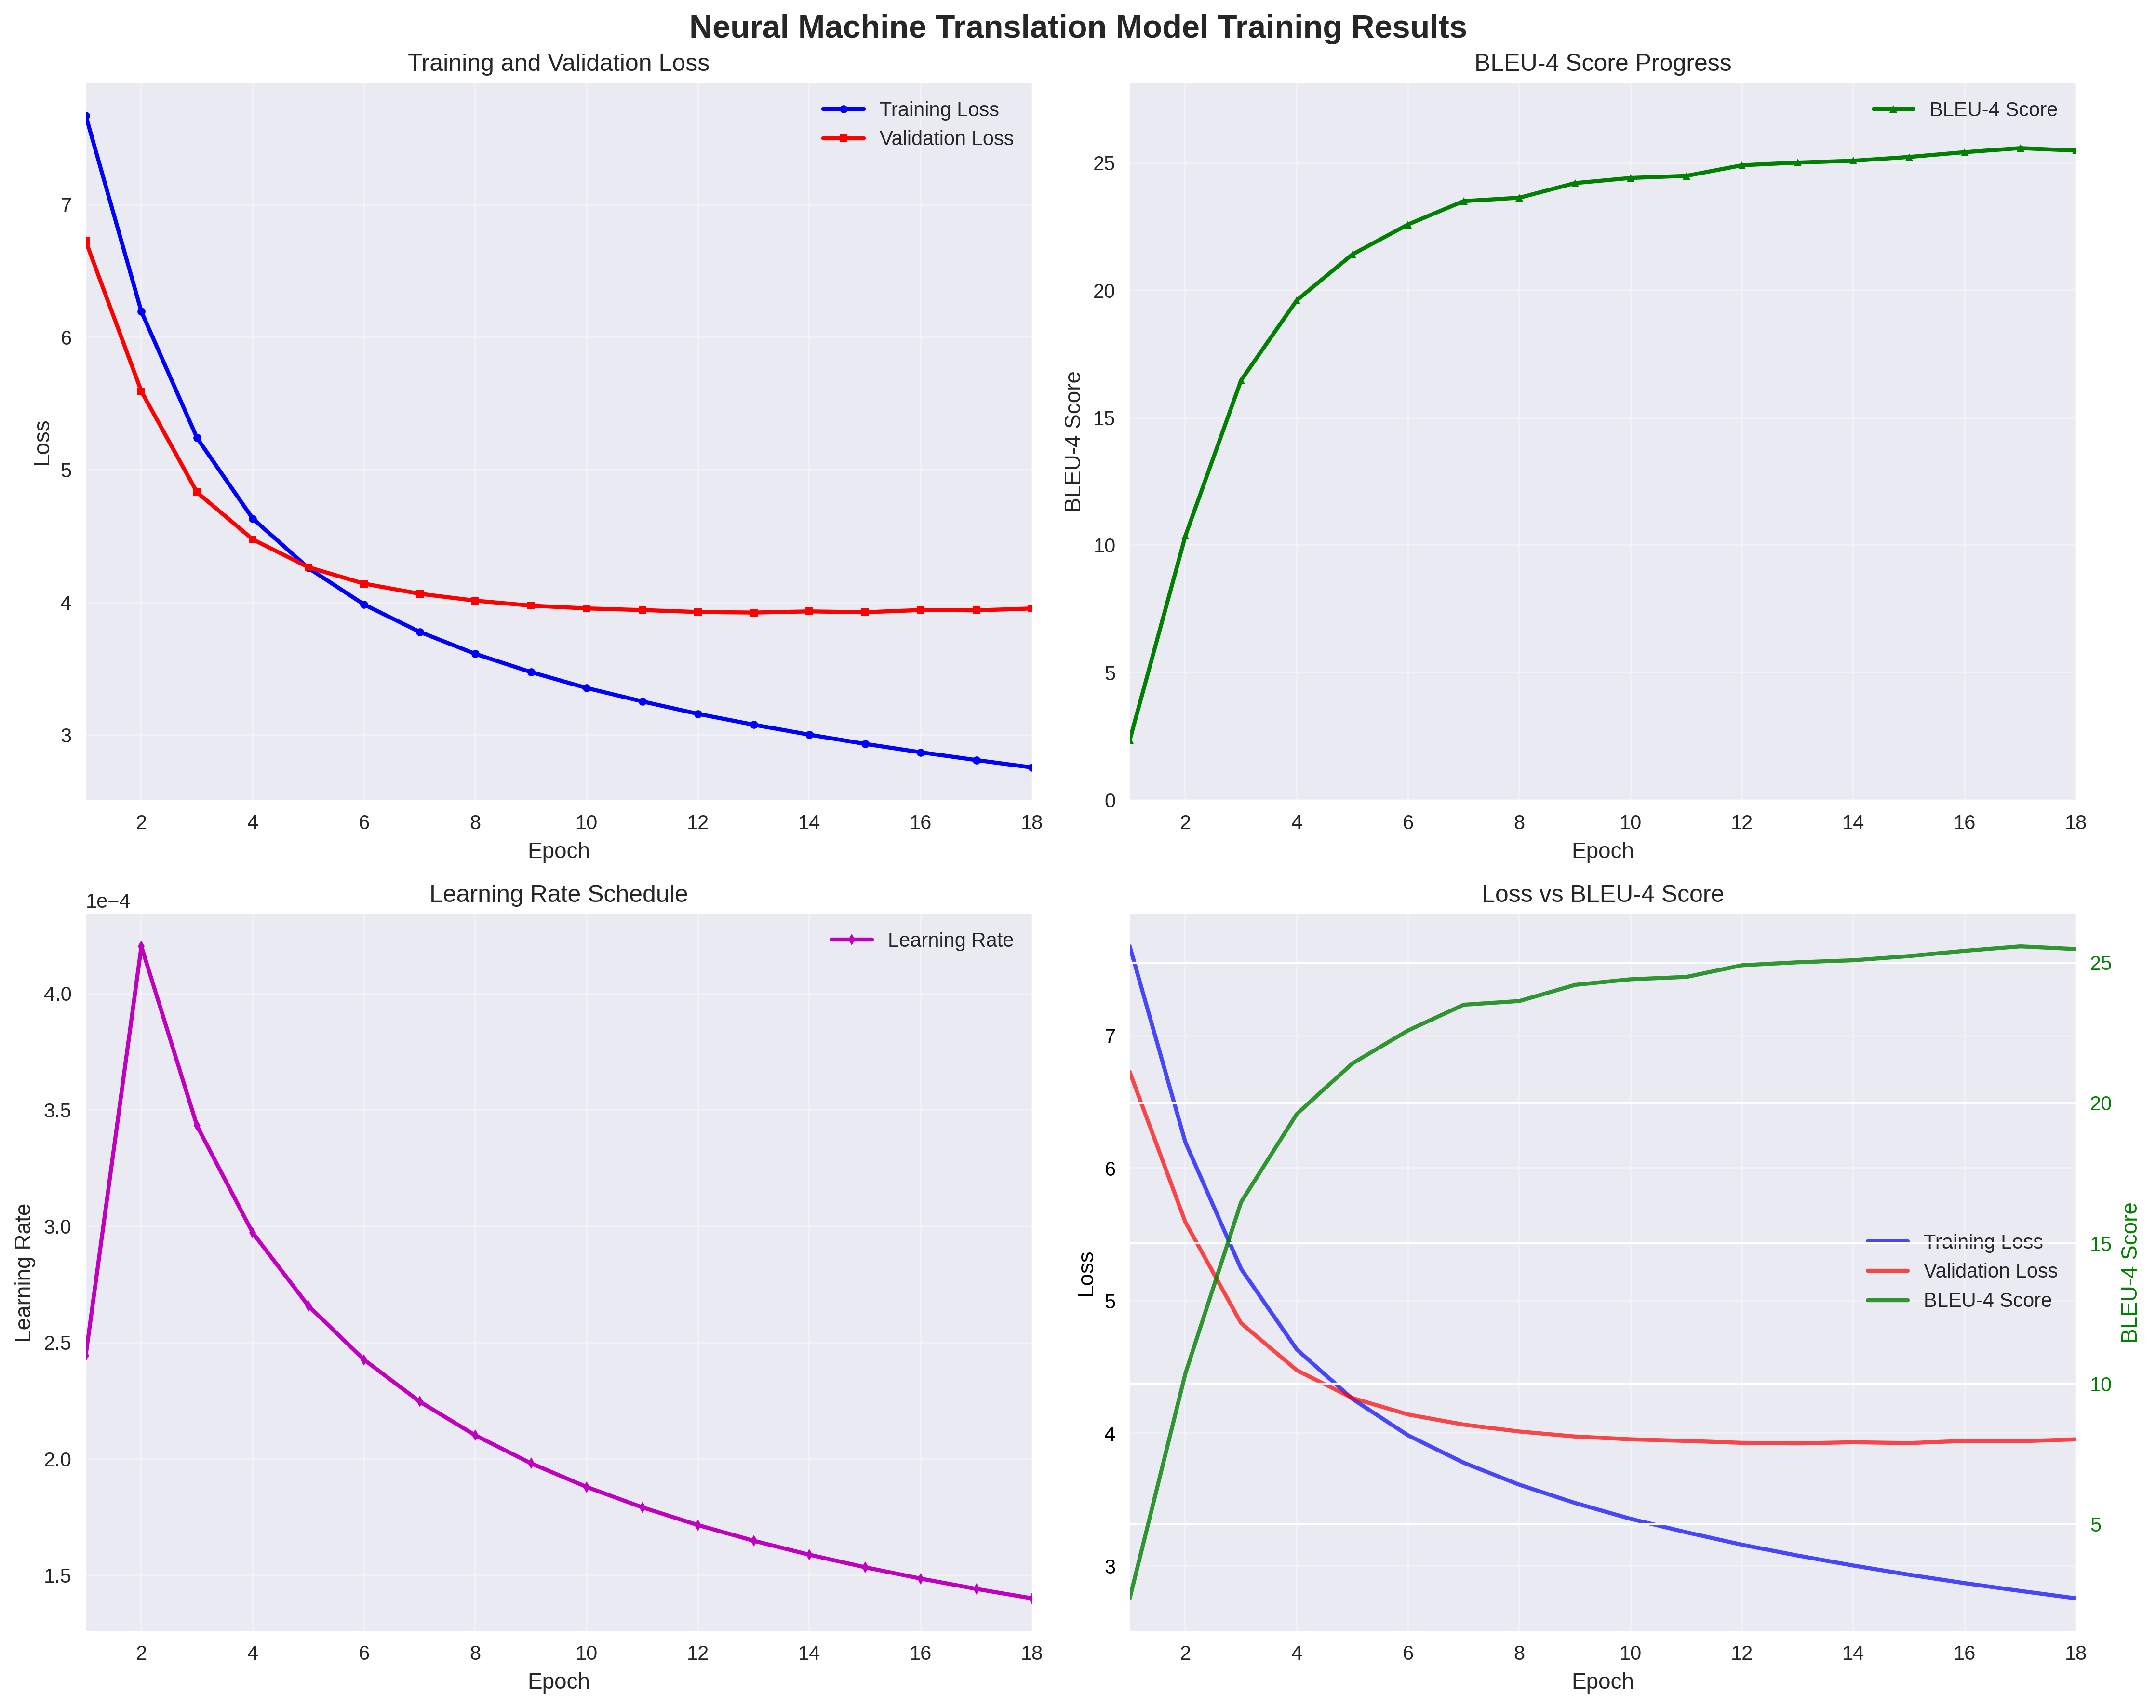 Neural Machine Translation Model Training Results
Training and Validation Loss
Training Loss
Validation Loss
Loss
7
6
5
4
3
2 4 6 8 10 12 14 16 18
Epoch
BLEU-4 Score Progress
BLEU-4 Score
BLEU-4 Score
25
20
15
10
5
0
2 4 6 8 10 12 14 16 18
Epoch
Learning Rate Schedule
1e−4
Learning Rate
Learning Rate
4.0
3.5
3.0
2.5
2.0
1.5
2 4 6 8 10 12 14 16 18
Epoch
Loss vs BLEU-4 Score
Loss
7
6
5
4
3
Training Loss
Validation Loss
BLEU-4 Score
25
20
15
10
5
BLEU-4 Score
2 4 6 8 10 12 14 16 18
Epoch